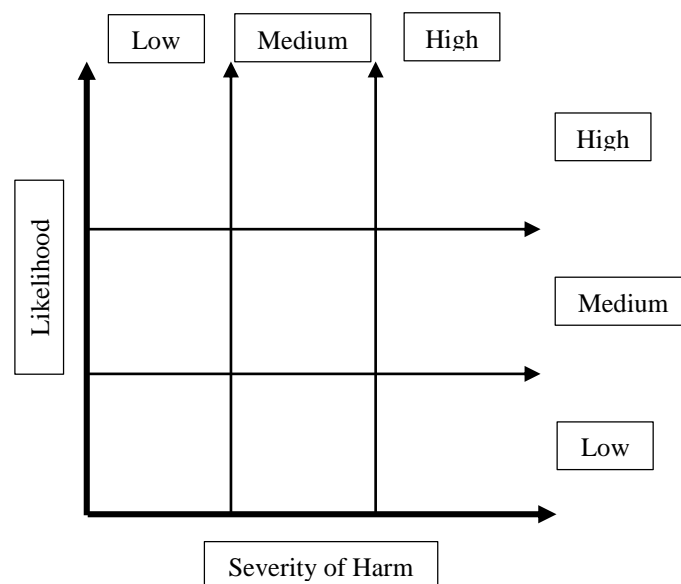 Low
Medium
High
High
Likelihood
Medium
Low
Severity of Harm